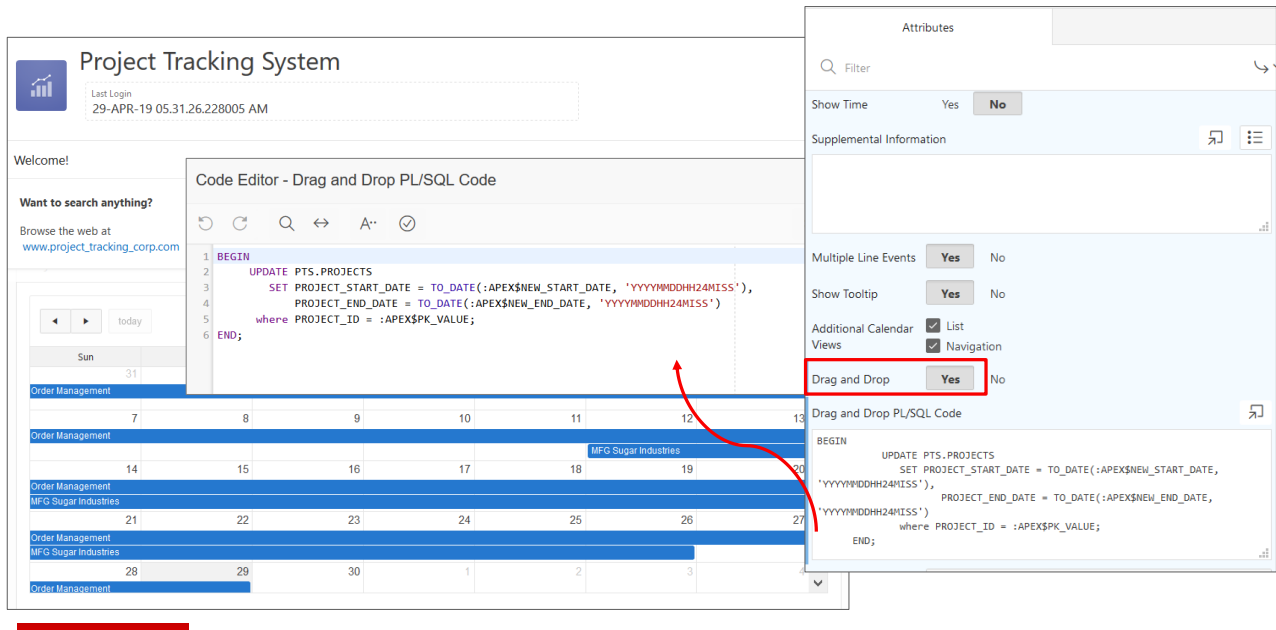 Project Tracking System
Last Login
29-APR-19 05.31.26.228005 AM
Welcome!
Want to search anything?
Browse the web at
www.project_tracking_corp.com
today
Sun
31
Order Management
7 8 9 10 11 12 13
Order Management
MFG Sugar Industries
14 15 16 17 18 19 20
Order Management
MFG Sugar Industries
21 22 23 24 25 26 27
Order Management
MFG Sugar Industries
28 29 30 1 2 3 4
Order Management
Code Editor - Drag and Drop PL/SQL Code
A
1 BEGIN
2 UPDATE PTS.PROJECTS
3 SET PROJECT_START_DATE = TO_DATE(:APEX$NEW_START_DATE, 'YYYYMMDDHH24MISS'),
4 PROJECT_END_DATE = TO_DATE(:APEX$NEW_END_DATE, 'YYYYMMDDHH24MISS')
5 where PROJECT_ID = :APEX$PK_VALUE;
6 END;
Attributes
Filter
Show Time Yes No
Supplemental Information
Multiple Line Events Yes No
Show Tooltip Yes No
Additional Calendar
Views
List
Navigation
Drag and Drop Yes No
Drag and Drop PL/SQL Code
BEGIN
UPDATE PTS.PROJECTS
SET PROJECT_START_DATE = TO_DATE(:APEX$NEW_START_DATE,
'YYYYMMDDHH24MISS'),
PROJECT_END_DATE = TO_DATE(:APEX$NEW_END_DATE,
'YYYYMMDDHH24MISS')
where PROJECT_ID = :APEX$PK_VALUE;
END;